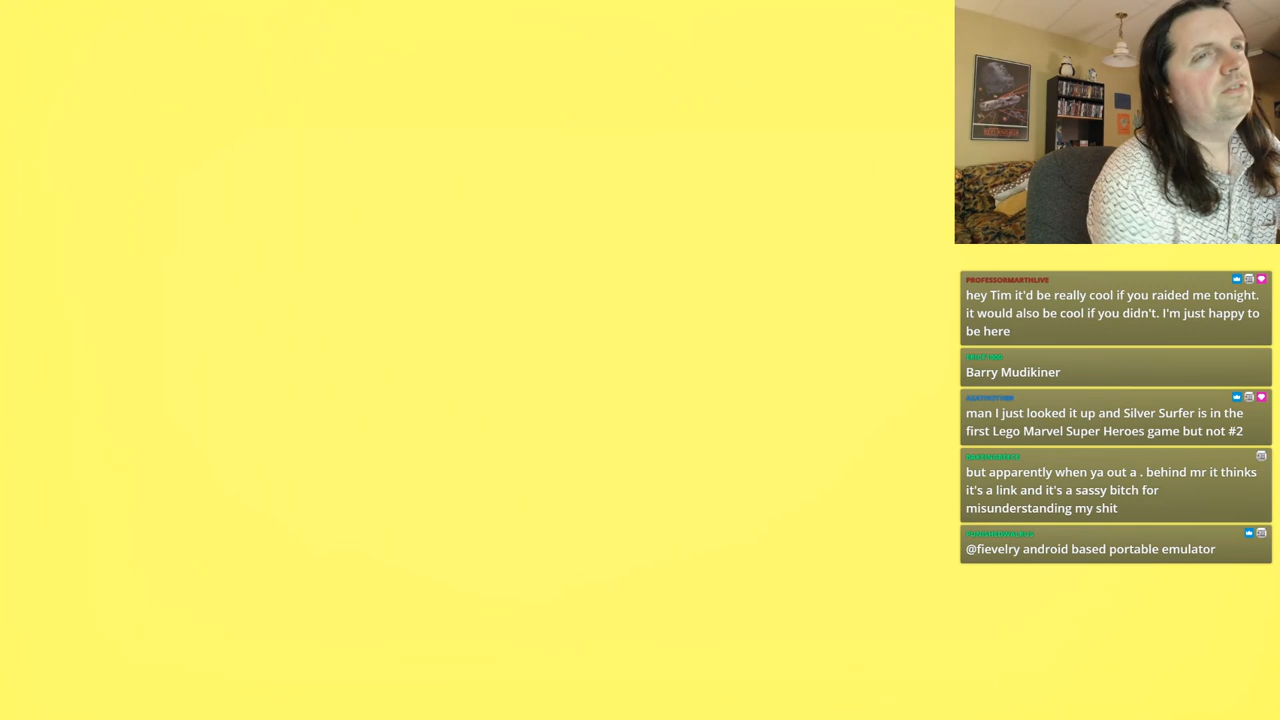 PROFESSORMARTHLIVE
hey Tim it'd be really cool if you raided me tonight.
it would also be cool if you didn't. I'm just happy to
be here
Barry Mudikiner
man I just looked it up and Silver Surfer is in the
first Lego Marvel Super Heroes game but not #2
but apparently when ya out a . behind mr it thinks
it's a link and it's a sassy bitch for
misunderstanding my shit
@fievelry android based portable emulator